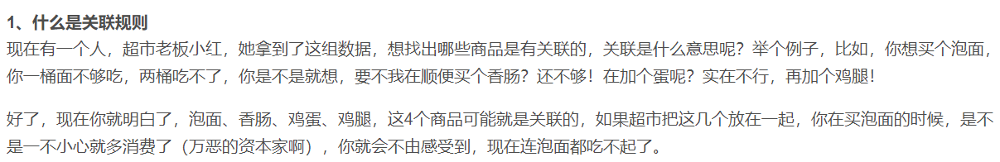 1、什么是关联规则
现在有一个人，超市老板小红，她拿到了这组数据，想找出哪些商品是有关联的，关联是什么意思呢？举个例子，比如，你想买个泡面，
你一桶面不够吃，两桶吃不了，你是不是就想，要不我在顺便买个香肠？还不够！在加个蛋呢？实在不行，再加个鸡腿！
好了，现在你就明白了，泡面、香肠、鸡蛋、鸡腿，这4个商品可能就是关联的，如果超市把这几个放在一起，你在买泡面的时候，是不
是一不小心就多消费了（万恶的资本家啊），你就会不由感受到，现在连泡面都吃不起了。